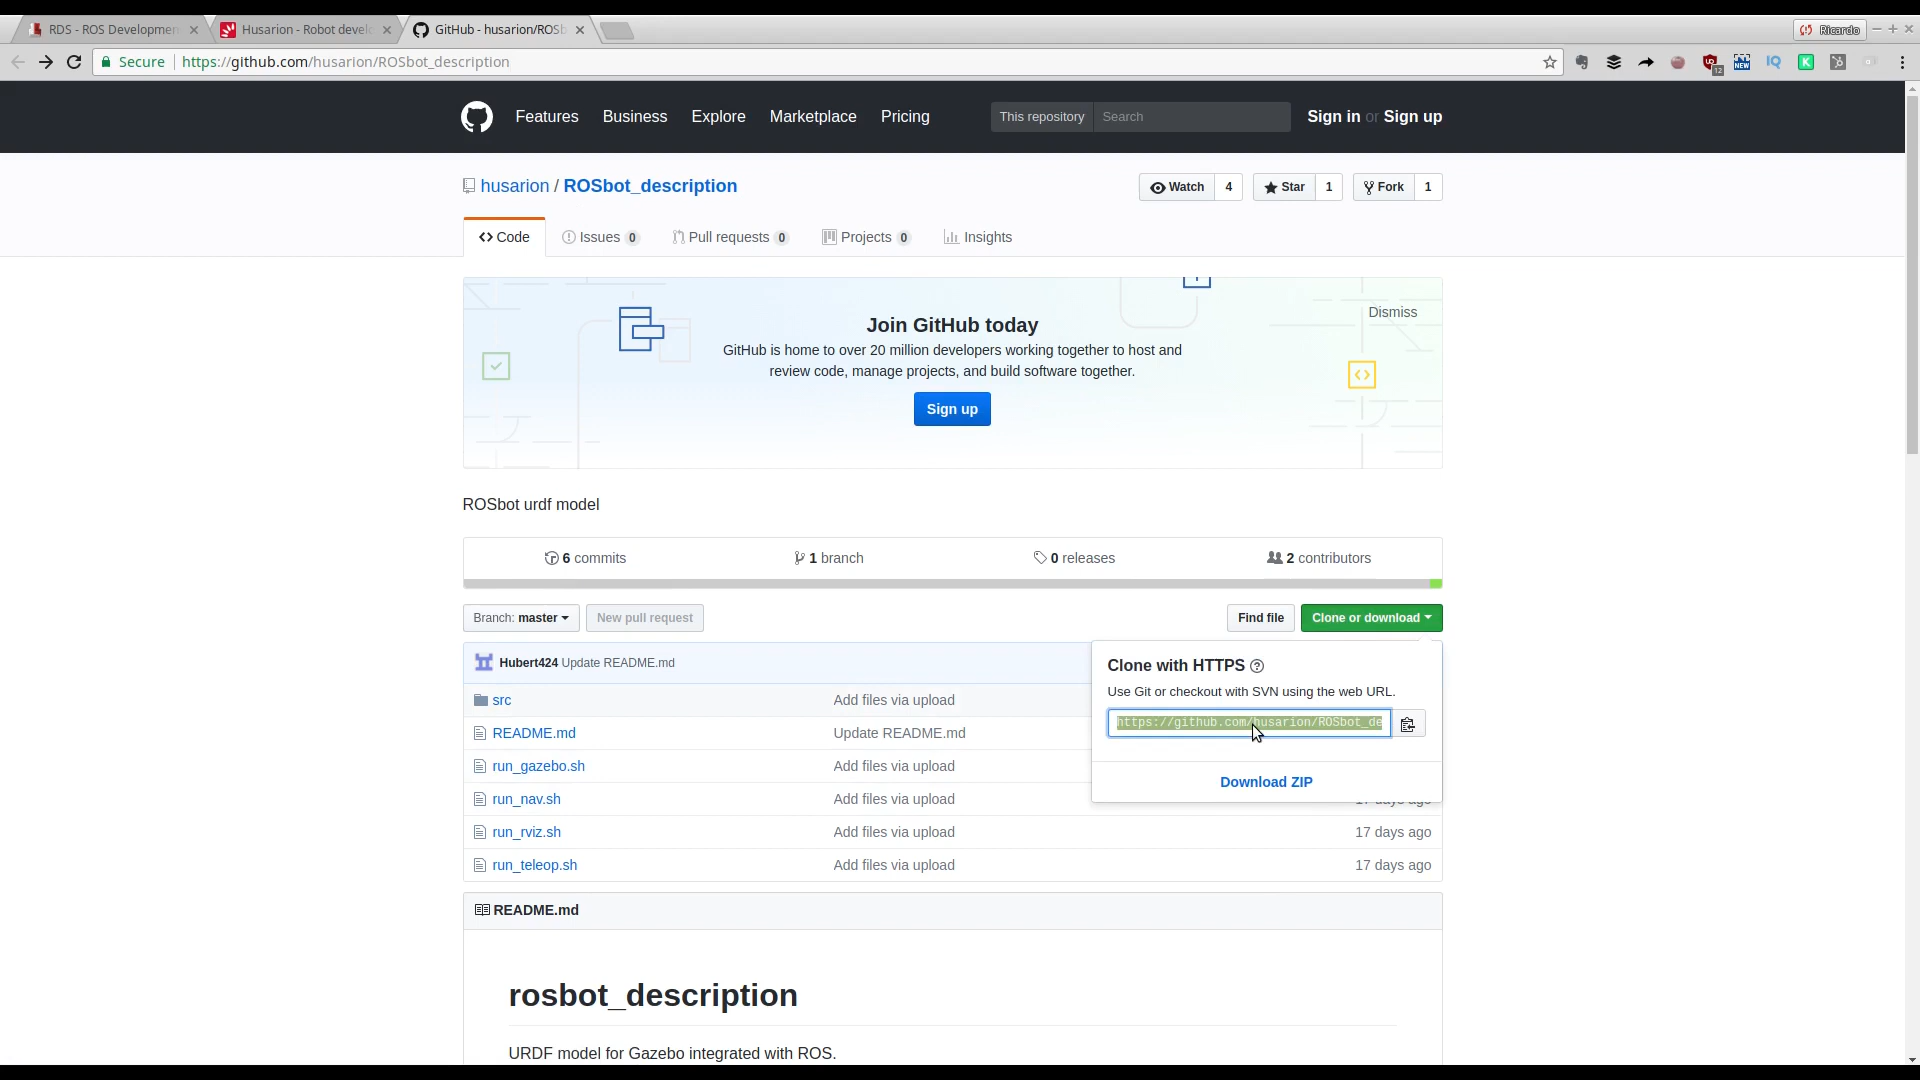 RDS - ROS Developmen
Husarion - Robot devel
GitHub - husarion/ROSb
Ricardo
Secure
https://github.com/husarion/ROSbot_description
12
NEW
IQ
K
Features
Business
Explore
Marketplace
Pricing
This repository
Search
Sign in or Sign up
husarion / ROSbot_description
Watch 4
Star 1
Fork 1
Code
Issues 0
Pull requests 0
Projects 0
Insights
Join GitHub today
Dismiss
GitHub is home to over 20 million developers working together to host and
review code, manage projects, and build software together.
Sign up
ROSbot urdf model
6 commits
1 branch
0 releases
2 contributors
Branch: master
New pull request
Find file
Clone or download
Hubert424 Update README.md
Clone with HTTPS
Use Git or checkout with SVN using the web URL.
https://github.com/husarion/ROSbot_de
Download ZIP
src Add files via upload
README.md Update README.md
run_gazebo.sh Add files via upload
run_nav.sh Add files via upload 17 days ago
run_rviz.sh Add files via upload 17 days ago
run_teleop.sh Add files via upload 17 days ago
README.md
rosbot_description
URDF model for Gazebo integrated with ROS.